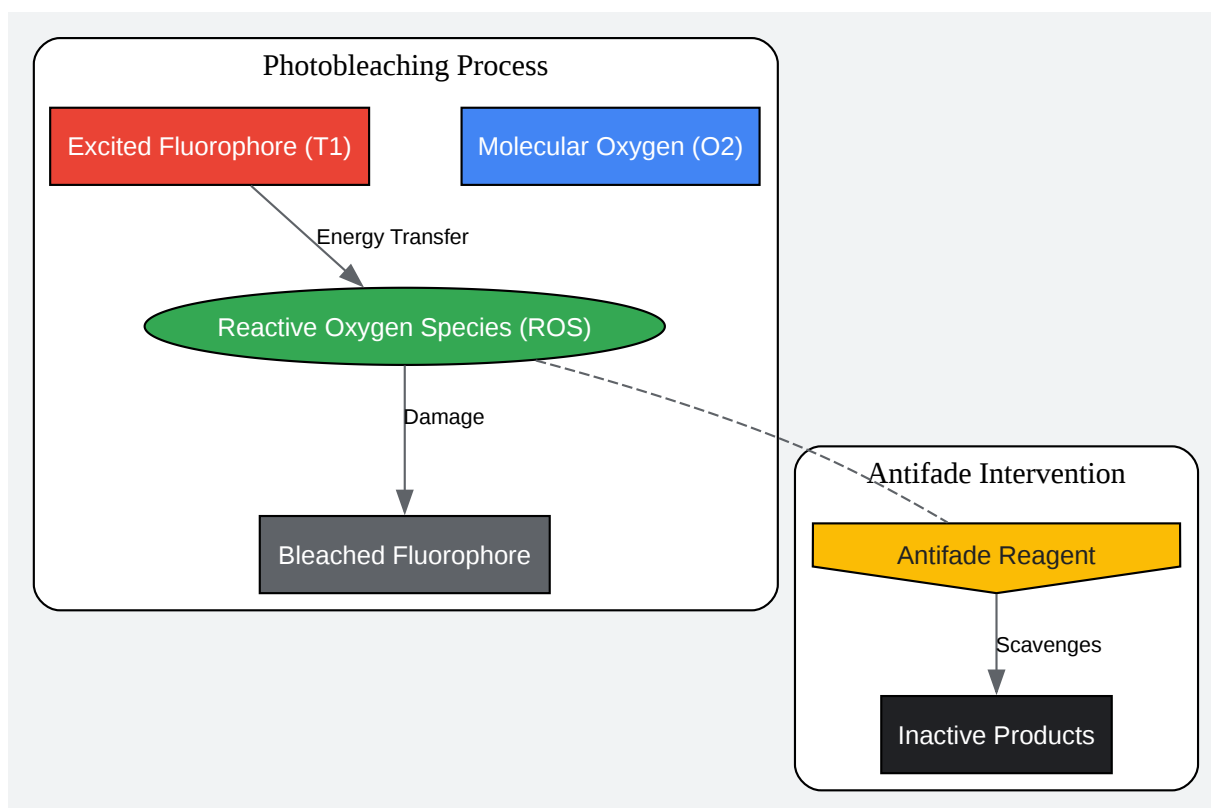 Photobleaching Process
Excited Fluorophore (T1)
Molecular Oxygen (O2)
Energy Transfer
Reactive Oxygen Species (ROS)
Damage
Bleached Fluorophore
Antifade Intervention
Antifade Reagent
Scavenges
Inactive Products